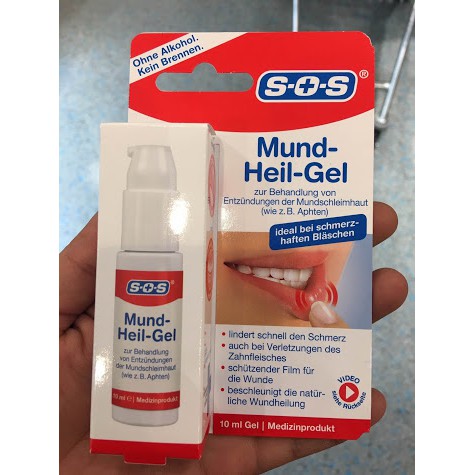 Ohne Alkohol.
Kein Brennen.
S+O+S®
Mund-
Heil-Gel
zur Behandlung von
Entzündungen der Mundschleimhaut
(wie z. B. Aphten)
ideal bei schmerz-
haften Bläschen
• lindert schnell den Schmerz
• auch bei Verletzungen des
Zahnfleisches
• schützender Film für
die Wunde
• beschleunigt die natür-
liche Wundheilung
VIDEO
siehe Rückseite
10 ml Gel | Medizinprodukt
S+O+S
Mund-
Heil-Gel
zur Behandlung
von Entzündungen
der Mundschleimhaut
(wie z.B. Aphten)
10 ml ℮ | Medizinprodukt